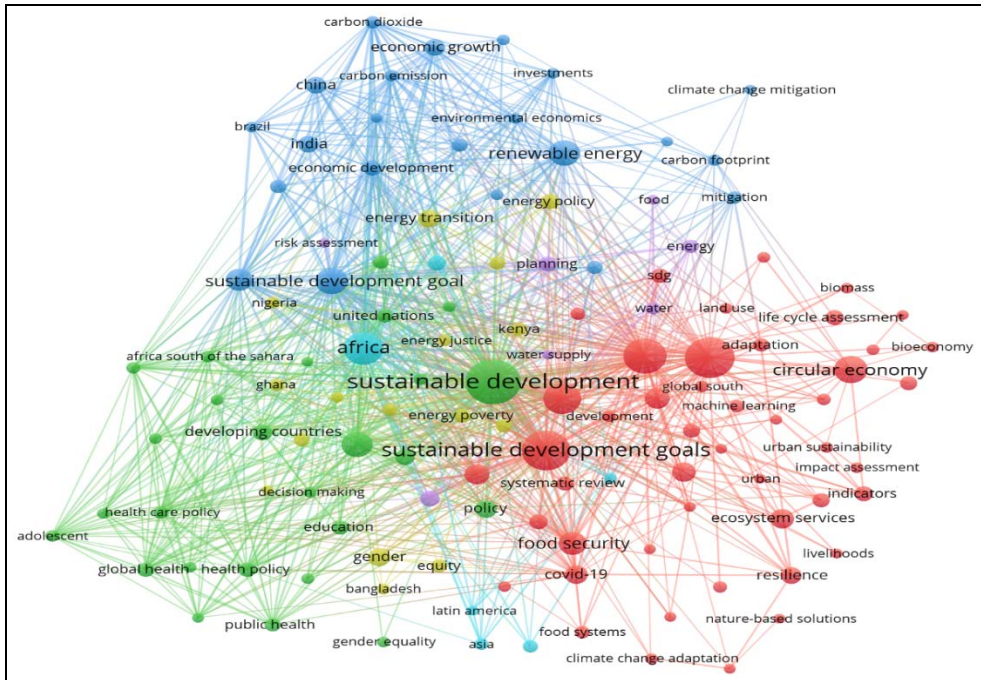 carbon dioxide
economic growth
carbon emission
investments
china
climate change mitigation
brazil
environmental economics
india
renewable energy
economic development
carbon footprint
energy policy
food
mitigation
energy transition
risk assessment
energy
planning
sustainable development goal
sdg
nigeria
water
land use
biomass
united nations
life cycle assessment
kenya
africa
energy justice
adaptation
bioeconomy
africa south of the sahara
water supply
circular economy
sustainable development
ghana
global south
energy poverty
development
machine learning
developing countries
sustainable development goals
urban sustainability
systematic review
impact assessment
decision making
urban
indicators
health care policy
policy
adolescent
education
ecosystem services
food security
livelihoods
gender
equity
global health
health policy
covid-19
resilience
bangladesh
latin america
nature-based solutions
public health
food systems
gender equality
asia
climate change adaptation